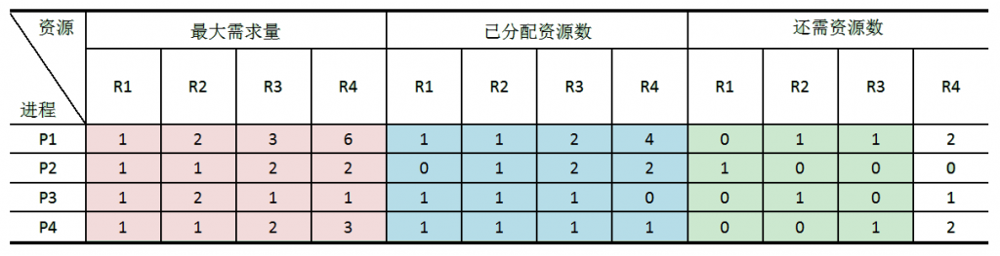 资源 最大需求量 已分配资源数 还需资源数
进程 R1 R2 R3 R4 R1 R2 R3 R4 R1 R2 R3 R4
P1 1 2 3 6 1 1 2 4 0 1 1 2
P2 1 1 2 2 0 1 2 2 1 0 0 0
P3 1 2 1 1 1 1 1 0 0 1 0 1
P4 1 1 2 3 1 1 1 1 0 0 1 2